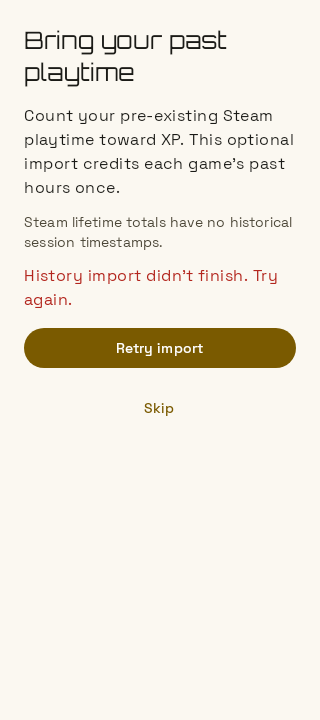 Bring your past
playtime
Count your pre-existing Steam
playtime toward XP. This optional
import credits each game’s past
hours once.
Steam lifetime totals have no historical
session timestamps.
History import didn’t finish. Try
again.
Retry import
Skip